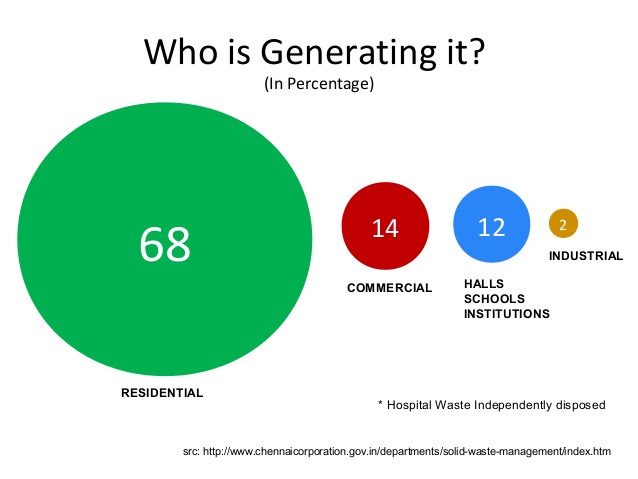 Who is Generating it?
(In Percentage)
68
14
12
2
INDUSTRIAL
COMMERCIAL
HALLS
SCHOOLS
INSTITUTIONS
RESIDENTIAL
* Hospital Waste Independently disposed
src: http://www.chennaicorporation.gov.in/departments/solid-waste-management/index.htm